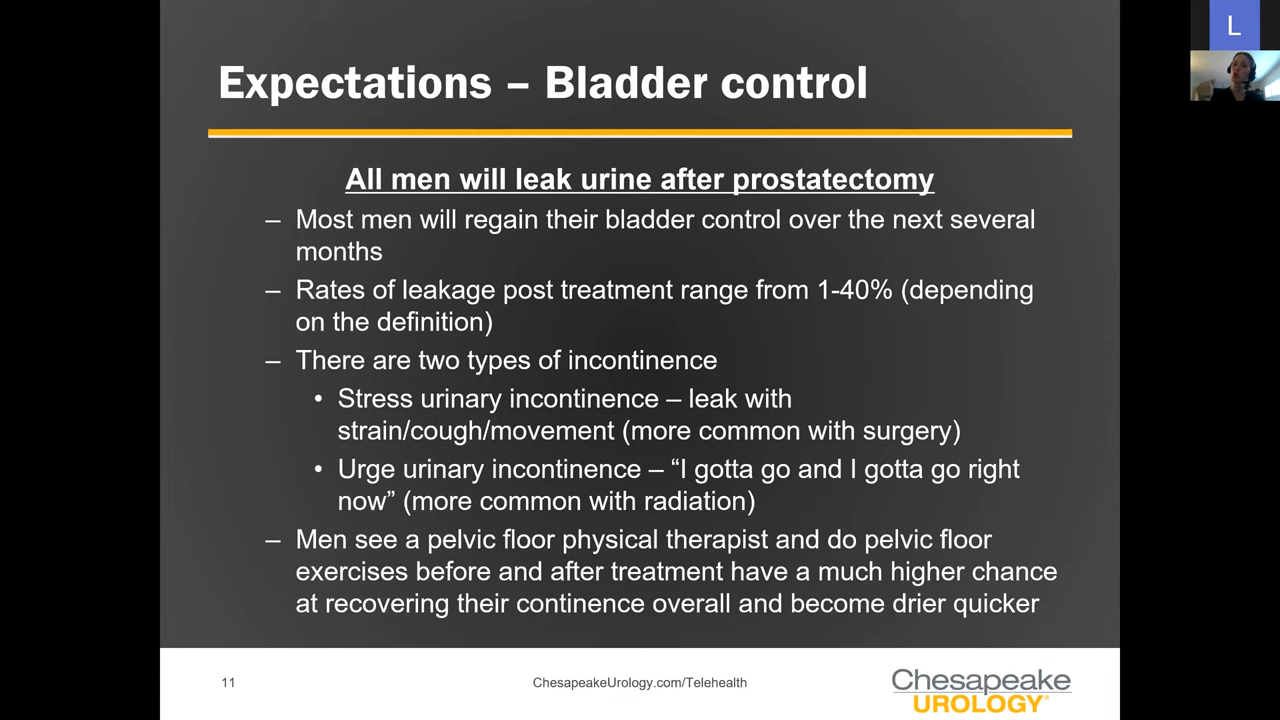 L
Expectations – Bladder control
All men will leak urine after prostatectomy
– Most men will regain their bladder control over the next several
months
– Rates of leakage post treatment range from 1-40% (depending
on the definition)
– There are two types of incontinence
• Stress urinary incontinence – leak with
strain/cough/movement (more common with surgery)
• Urge urinary incontinence – “I gotta go and I gotta go right
now” (more common with radiation)
– Men see a pelvic floor physical therapist and do pelvic floor
exercises before and after treatment have a much higher chance
at recovering their continence overall and become drier quicker
11
ChesapeakeUrology.com/Telehealth
Chesapeake
UROLOGY®